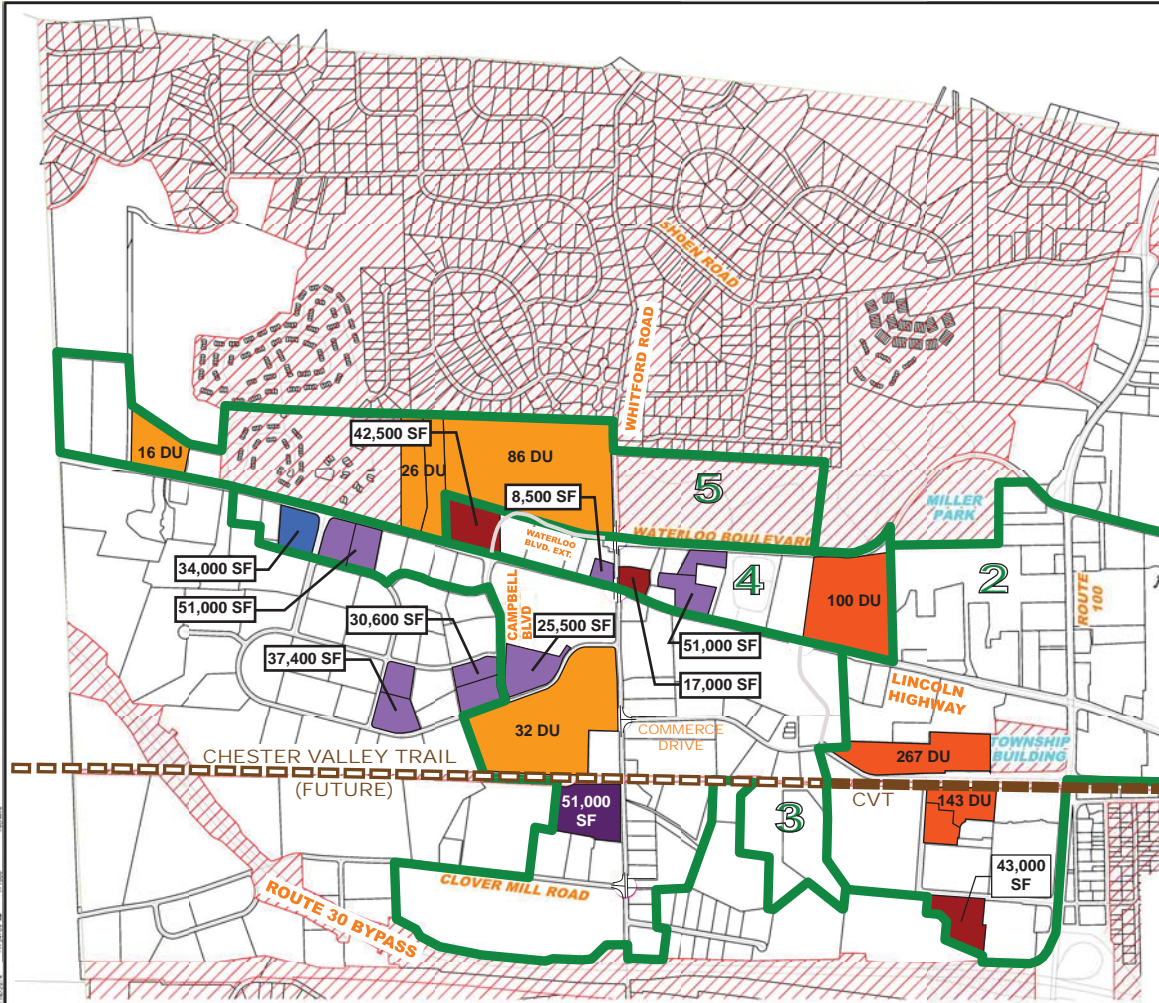 SHOEN ROAD
WHITFORD ROAD
42,500 SF
16 DU
26 DU
86 DU
8,500 SF
5
MILLER
PARK
WATERLOO BOULEVARD
WATERLOO
BLVD. EXT.
34,000 SF
4
2
ROUTE
100
51,000 SF
CAMPBELL
BLVD
100 DU
30,600 SF
25,500 SF
51,000 SF
37,400 SF
17,000 SF
LINCOLN
HIGHWAY
32 DU
COMMERCE
DRIVE
TOWNSHIP
BUILDING
267 DU
CHESTER VALLEY TRAIL
(FUTURE)
CVT
143 DU
51,000
SF
3
43,000
SF
CLOVER MILL ROAD
ROUTE 30 BYPASS